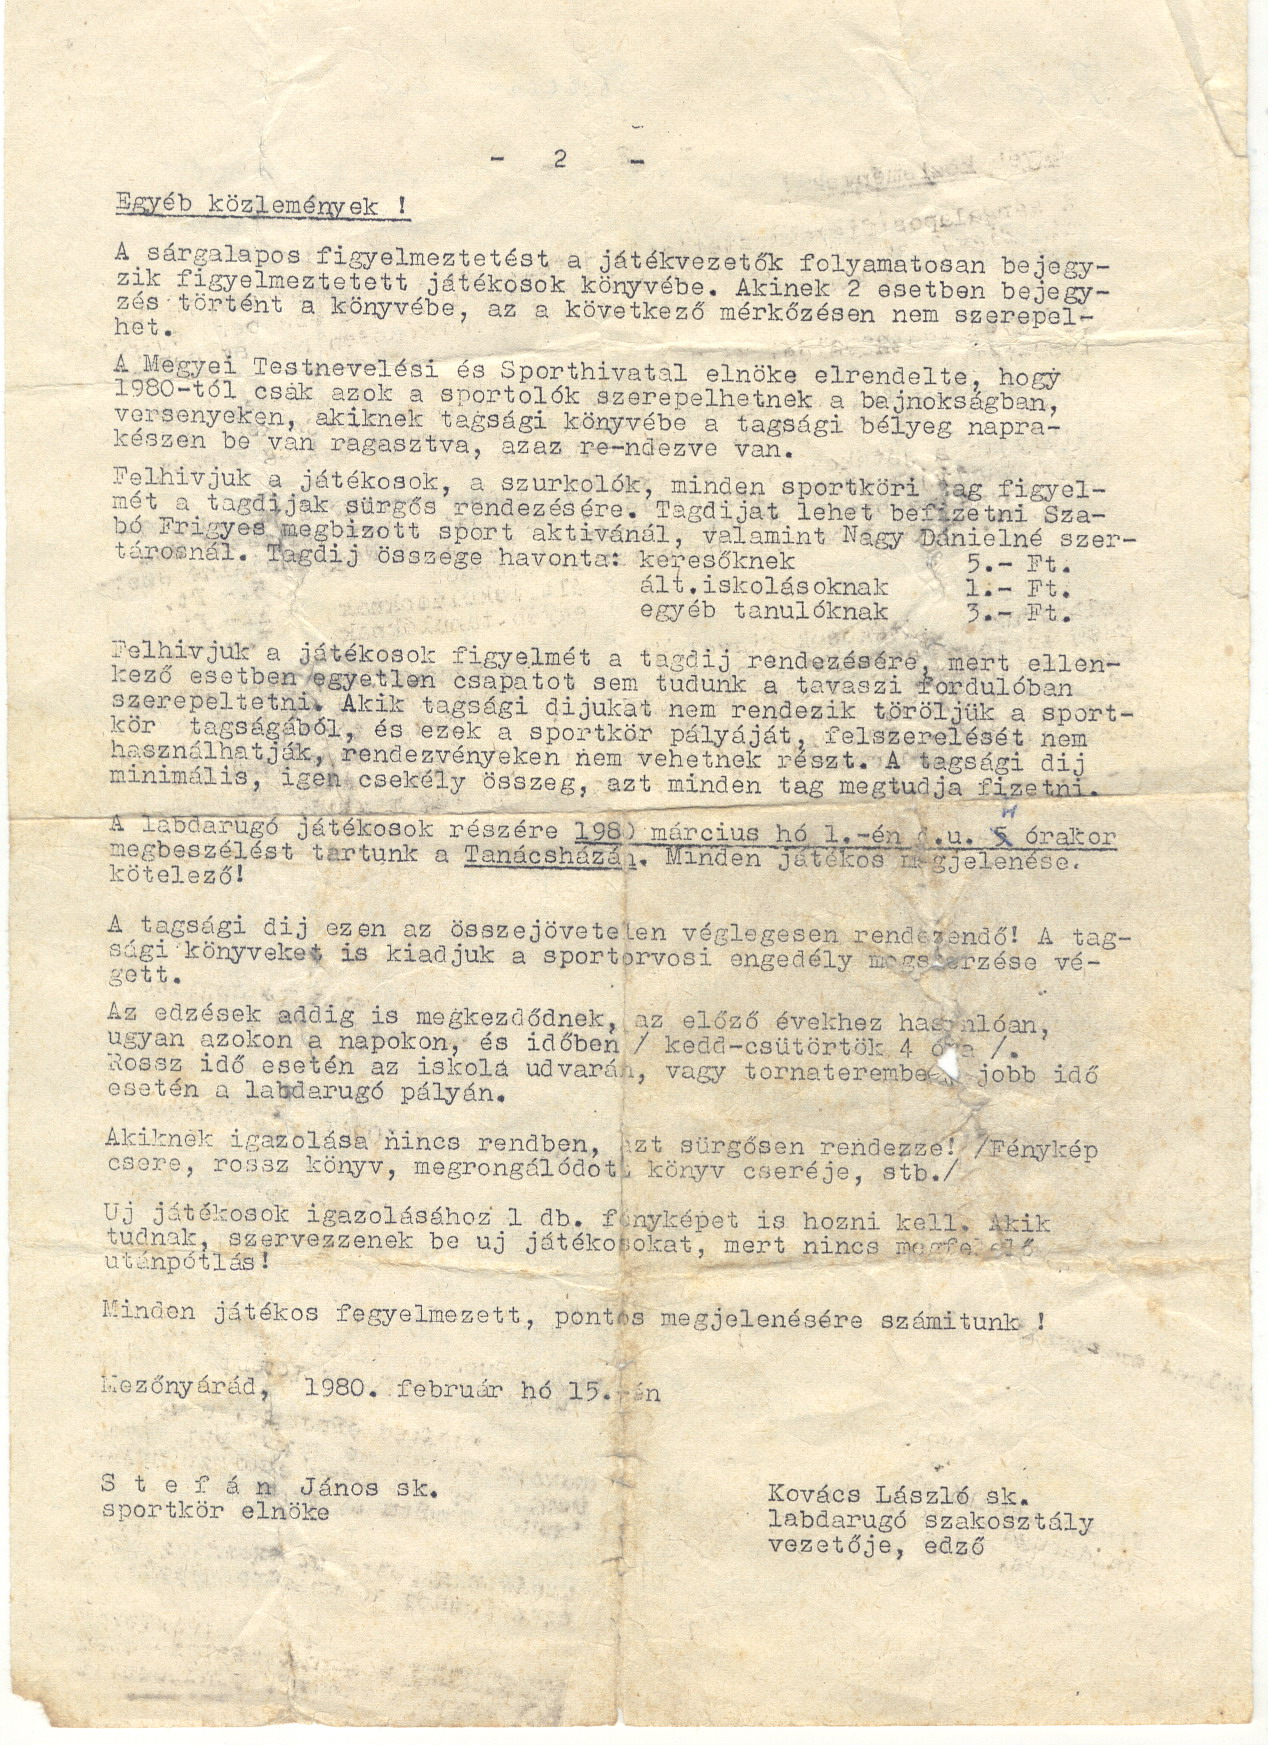 - 2 -
Egyéb közlemények !
A sárgalapos figyelmeztetést a játékvezetők folyamatosan bejegy-
zik figyelmeztetett játékosok könyvébe. Akinek 2 esetben bejegy-
zés történt a könyvébe, az a következő mérkőzésen nem szerepel-
het.
A Megyei Testnevelési és Sporthivatal elnöke elrendelte, hogy
1980-tól csak azok a sportolók szerepelhetnek a bajnokságban,
versenyeken, akiknek tagsági könyvébe a tagsági bélyeg napra-
készen be van ragasztva, azaz re-ndezve van.
Felhivjuk a játékosok, a szurkolók, minden sportköri tag figyel-
mét a tagdijak sürgős rendezésére. Tagdijat lehet befizetni Sza-
bó Frigyes megbizott sport aktivánál, valamint Nagy Dánielné szer-
tárosnál. Tagdij összege havonta: keresőknek 5.- Ft.
ált.iskolásoknak 1.- Ft.
egyéb tanulóknak 3.- Ft.
Felhivjuk a játékosok figyelmét a tagdij rendezésére, mert ellen-
kező esetben egyetlen csapatot sem tudunk a tavaszi fordulóban
szerepeltetni. Akik tagsági dijukat nem rendezik töröljük a sport-
kör tagságából, és ezek a sportkör pályáját, felszerelését nem
használhatják, rendezvényeken nem vehetnek részt. A tagsági dij
minimális, igen csekély összeg, azt minden tag megtudja fizetni.
A labdarugó játékosok részére 1980 március hó 1.-én d.u. órakor
megbeszélést tartunk a Tanácsházán. Minden játékos megjelenése
kötelező!
A tagsági dij ezen az összejövetelen véglegesen rendezendő! A tag-
sági könyveket is kiadjuk a sportorvosi engedély megszerzése vé-
gett.
Az edzések addig is megkezdődnek, az előző évekhez hasonlóan,
ugyan azokon a napokon, és időben / kedd-csütörtök 4 óra /.
Rossz idő esetén az iskola udvarán, vagy tornateremben jobb idő
esetén a labdarugó pályán.
Akiknek igazolása nincs rendben, azt sürgősen rendezze! /Fénykép
csere, rossz könyv, megrongálódott könyv cseréje, stb./
Uj játékosok igazolásához 1 db. fényképet is hozni kell. Akik
tudnak, szervezzenek be uj játékosokat, mert nincs megfelelő
utánpótlás!
Minden játékos fegyelmezett, pontos megjelenésére számitunk !
Mezőnyárád, 1980. február hó 15.-én
S t e f á n János sk.
sportkör elnöke
Kovács László sk.
labdarugó szakosztály
vezetője, edző